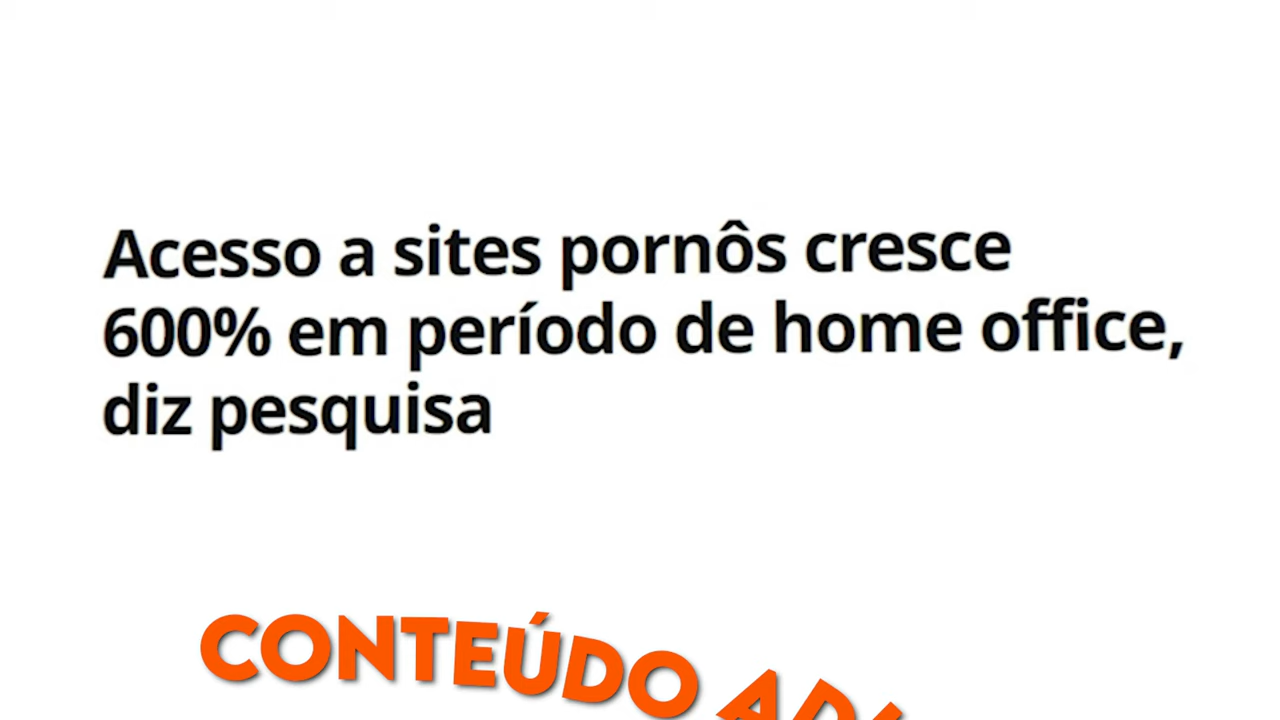 Acesso a sites pornôs cresce
600% em período de home office,
diz pesquisa
CONTEÚDO